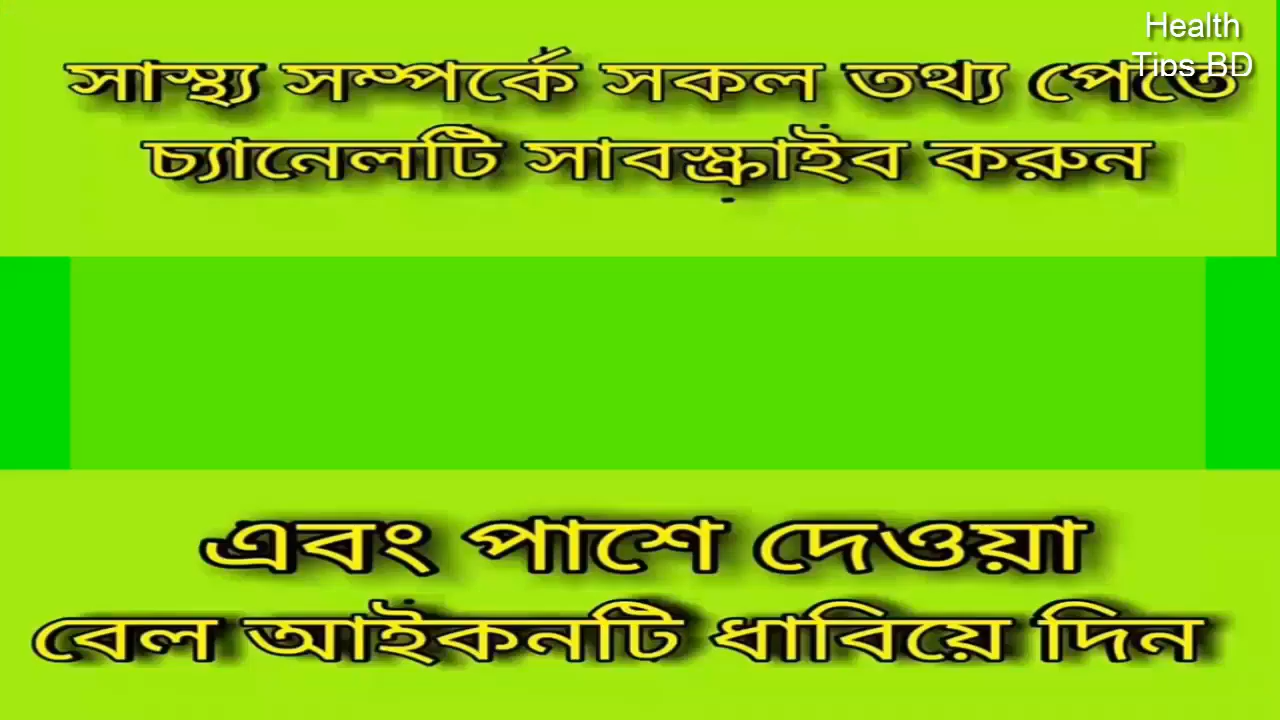 Health
Tips BD
সাস্থ্য সম্পর্কে সকল তথ্য পেতে
চ্যানেলটি সাবস্ক্রাইব করুন
এবং পাশে দেওয়া
বেল আইকনটি ধাবিয়ে দিন